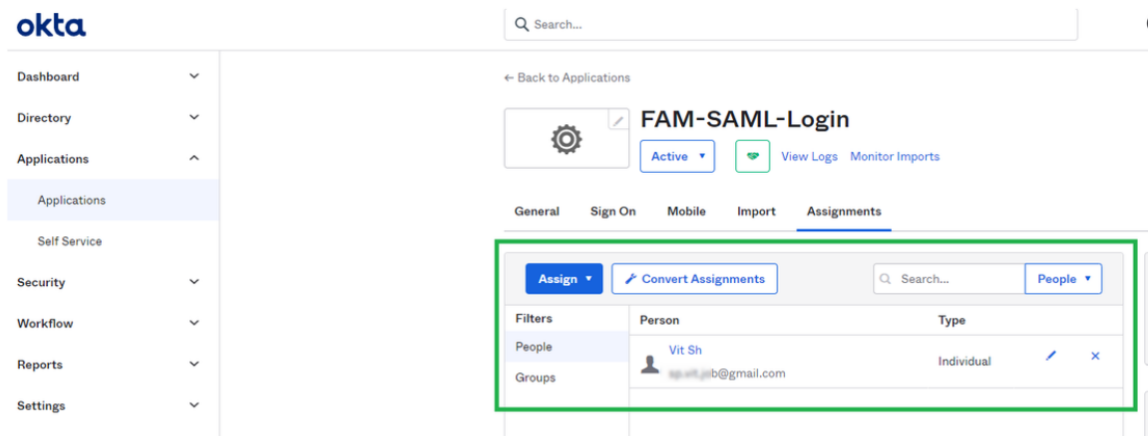 okta
Search...
Dashboard
Directory
Applications
Applications
Self Service
Security
Workflow
Reports
Settings
← Back to Applications
FAM-SAML-Login
Active
View Logs Monitor Imports
General Sign On Mobile Import Assignments
Assign Convert Assignments Search... People
Filters Person Type
People Vit Sh Individual
b@gmail.com
Groups